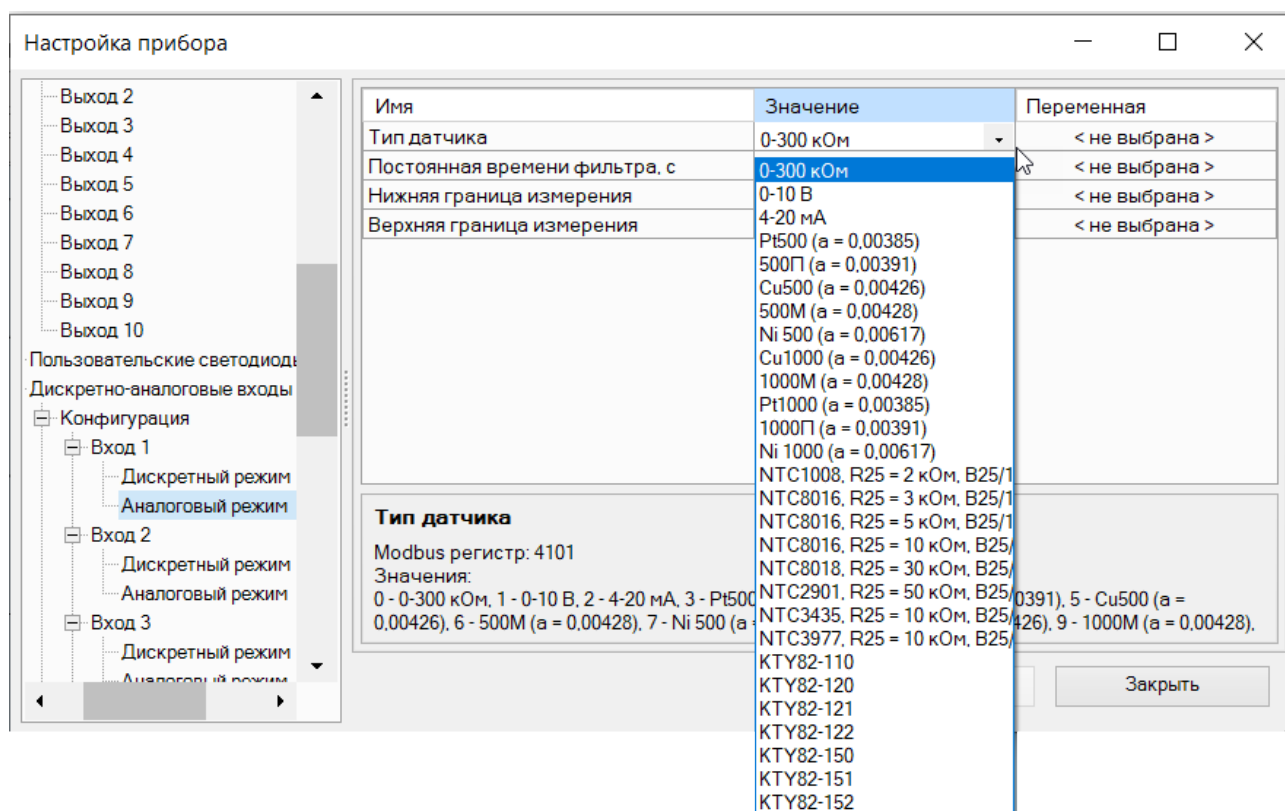 Настройка прибора
Выход 2
Выход 3
Выход 4
Выход 5
Выход 6
Выход 7
Выход 8
Выход 9
Выход 10
Пользовательские светодиоды
Дискретно-аналоговые входы
Конфигурация
Вход 1
Дискретный режим
Аналоговый режим
Вход 2
Дискретный режим
Аналоговый режим
Вход 3
Дискретный режим
Аналоговый режим
Имя Значение Переменная
Тип датчика 0-300 кОм < не выбрана >
Постоянная времени фильтра, с < не выбрана >
Нижняя граница измерения < не выбрана >
Верхняя граница измерения < не выбрана >
0-300 кОм
0-10 В
4-20 мА
Pt500 (a = 0,00385)
500П (a = 0,00391)
Cu500 (a = 0,00426)
500М (a = 0,00428)
Ni 500 (a = 0,00617)
Cu1000 (a = 0,00426)
1000М (a = 0,00428)
Pt1000 (a = 0,00385)
1000П (a = 0,00391)
Ni 1000 (a = 0,00617)
NTC1008, R25 = 2 кОм, B25/1
NTC8016, R25 = 3 кОм, B25/1
NTC8016, R25 = 5 кОм, B25/1
NTC8016, R25 = 10 кОм, B25/
NTC8018, R25 = 30 кОм, B25/
NTC2901, R25 = 50 кОм, B25/
NTC3435, R25 = 10 кОм, B25/
NTC3977, R25 = 10 кОм, B25/
KTY82-110
KTY82-120
KTY82-121
KTY82-122
KTY82-150
KTY82-151
KTY82-152
Тип датчика
Modbus регистр: 4101
Значения:
0 - 0-300 кОм, 1 - 0-10 В, 2 - 4-20 мА, 3 - Pt500 0391), 5 - Cu500 (a =
0,00426), 6 - 500М (a = 0,00428), 7 - Ni 500 (a = 426), 9 - 1000М (a = 0,00428),
Закрыть